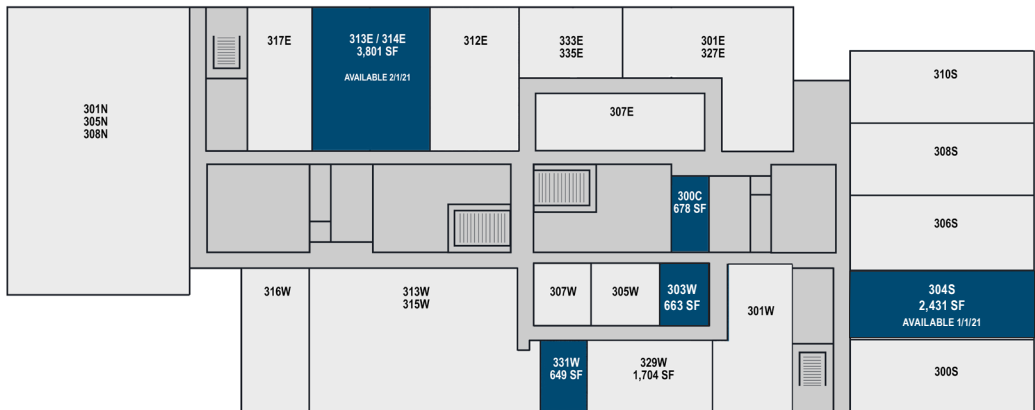 317E
313E / 314E
3,801 SF
AVAILABLE 2/1/21
312E
333E
335E
301E
327E
310S
301N
305N
308N
307E
308S
300C
678 SF
306S
316W
313W
315W
307W
305W
303W
663 SF
301W
304S
2,431 SF
AVAILABLE 1/1/21
331W
649 SF
329W
1,704 SF
300S